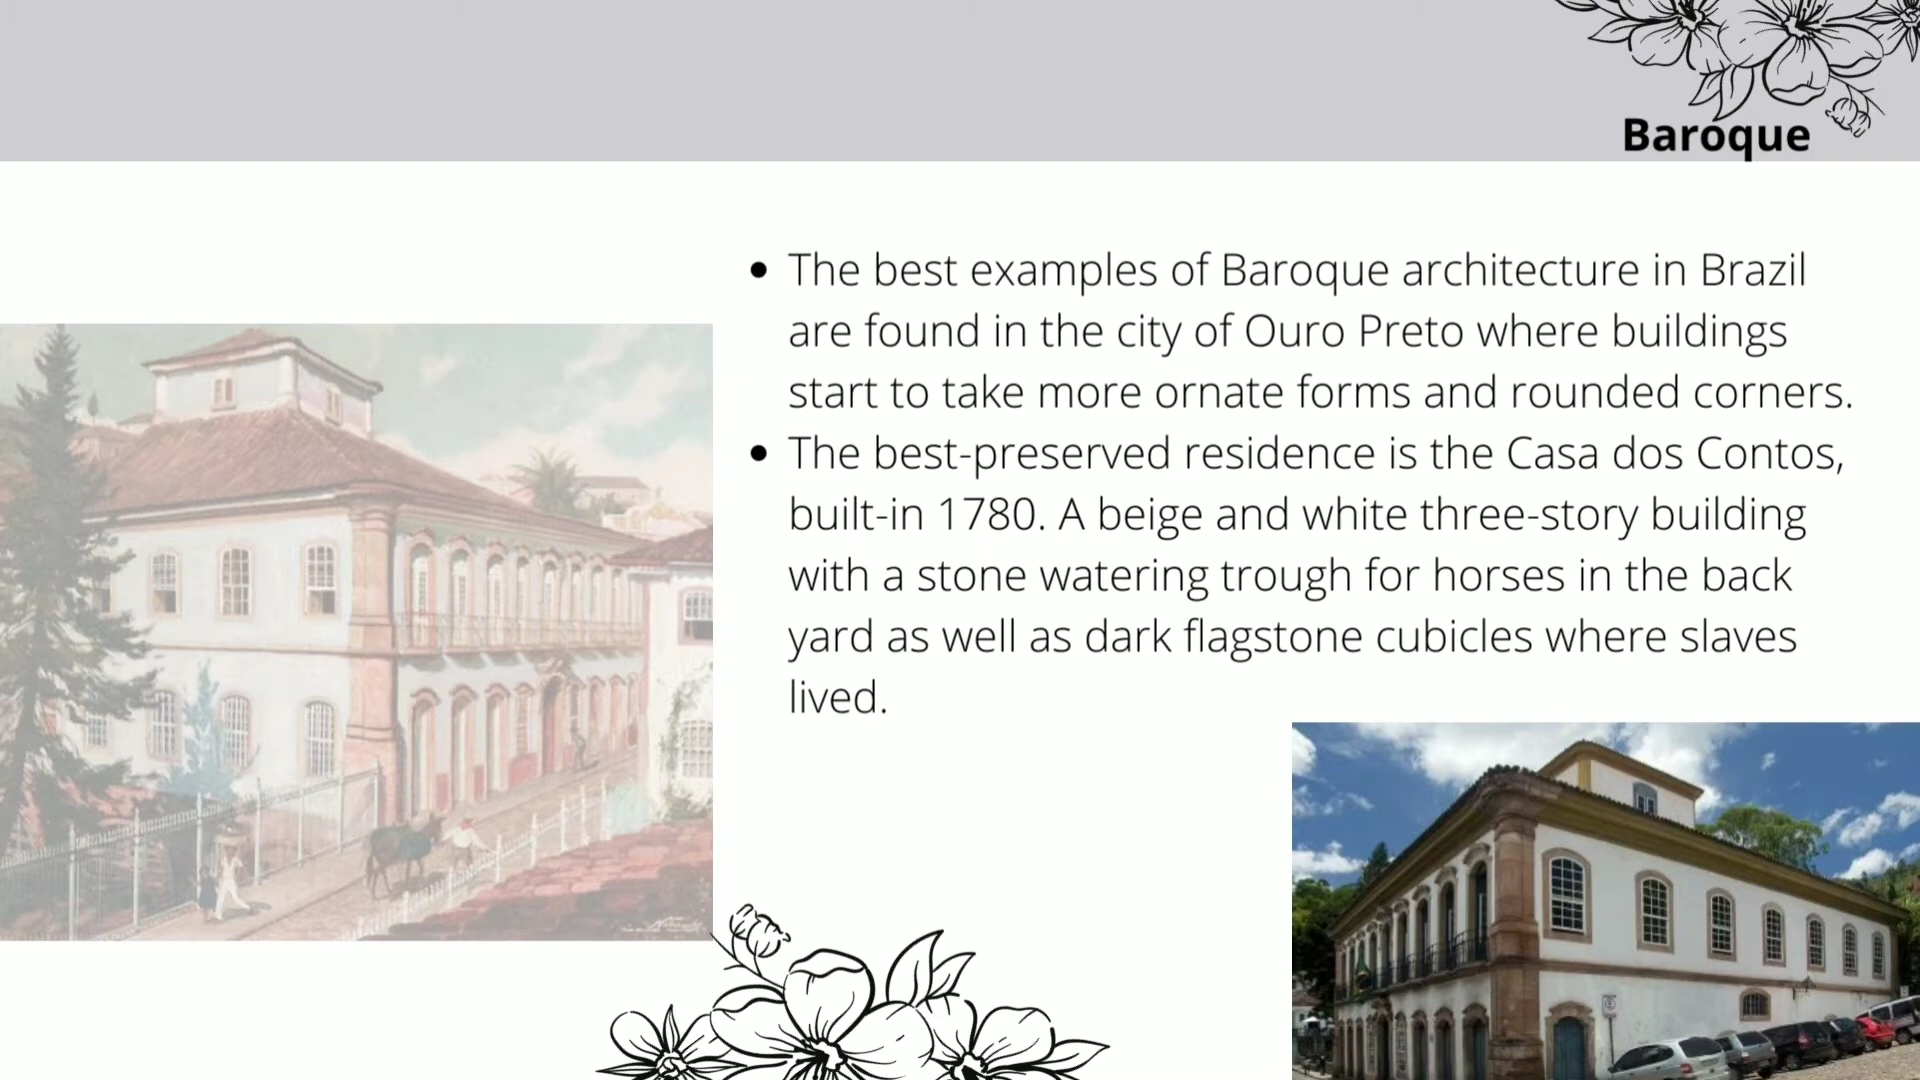 Baroque
• The best examples of Baroque architecture in Brazil
are found in the city of Ouro Preto where buildings
start to take more ornate forms and rounded corners.
• The best-preserved residence is the Casa dos Contos,
built-in 1780. A beige and white three-story building
with a stone watering trough for horses in the back
yard as well as dark flagstone cubicles where slaves
lived.